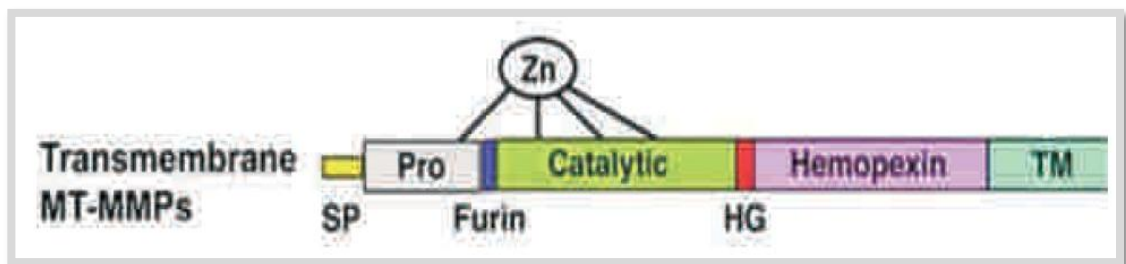 Zn
Transmembrane Pro Catalytic Hemopexin TM
MT-MMPs SP Furin HG